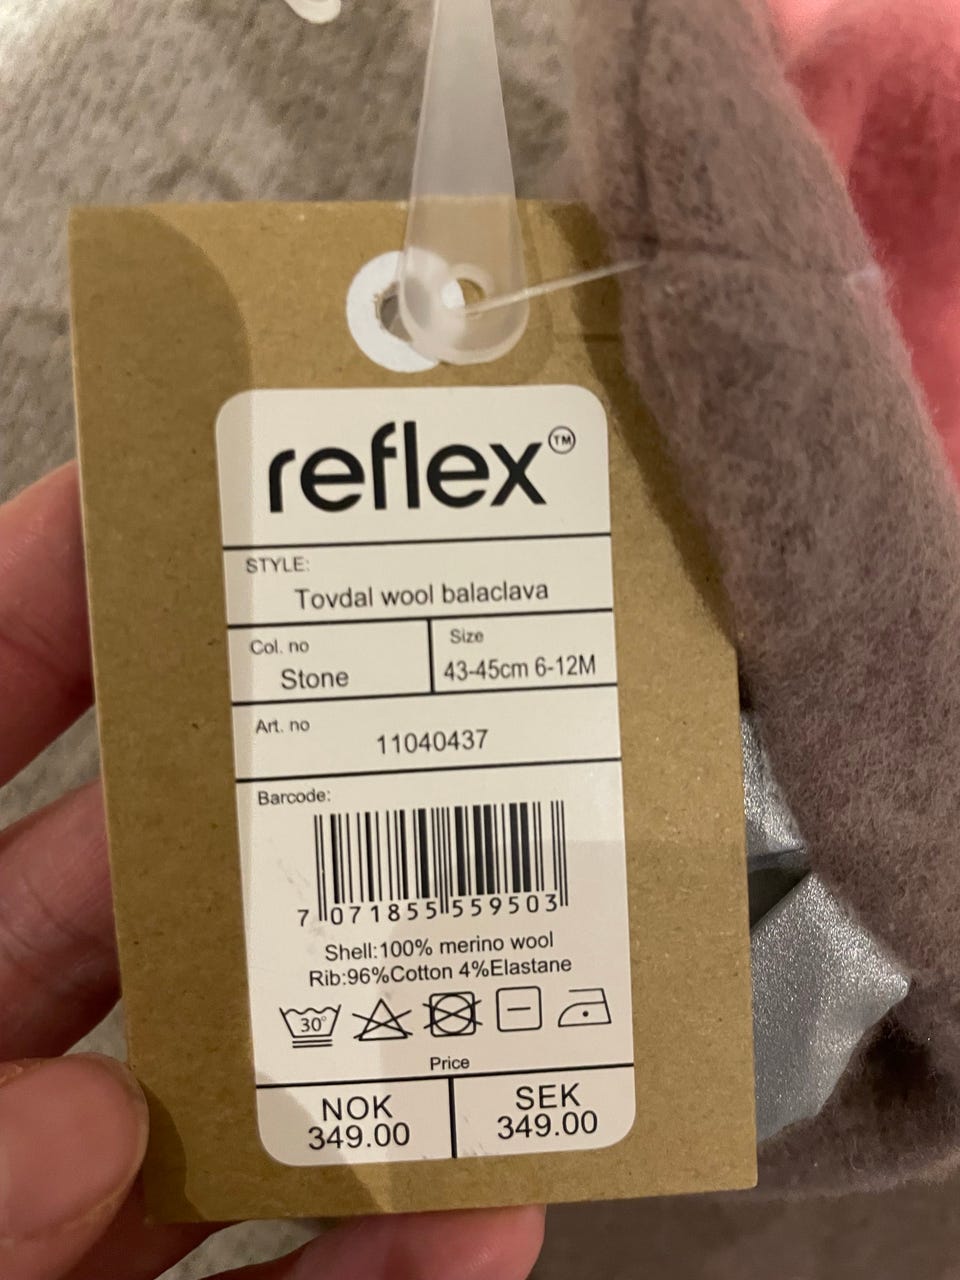 reflex™
STYLE:
Tovdal wool balaclava
Col. no
Stone
Size
43-45cm 6-12M
Art. no
11040437
Barcode:
7 071855 559503
Shell:100% merino wool
Rib:96%Cotton 4%Elastane
30°
Price
NOK
349.00
SEK
349.00